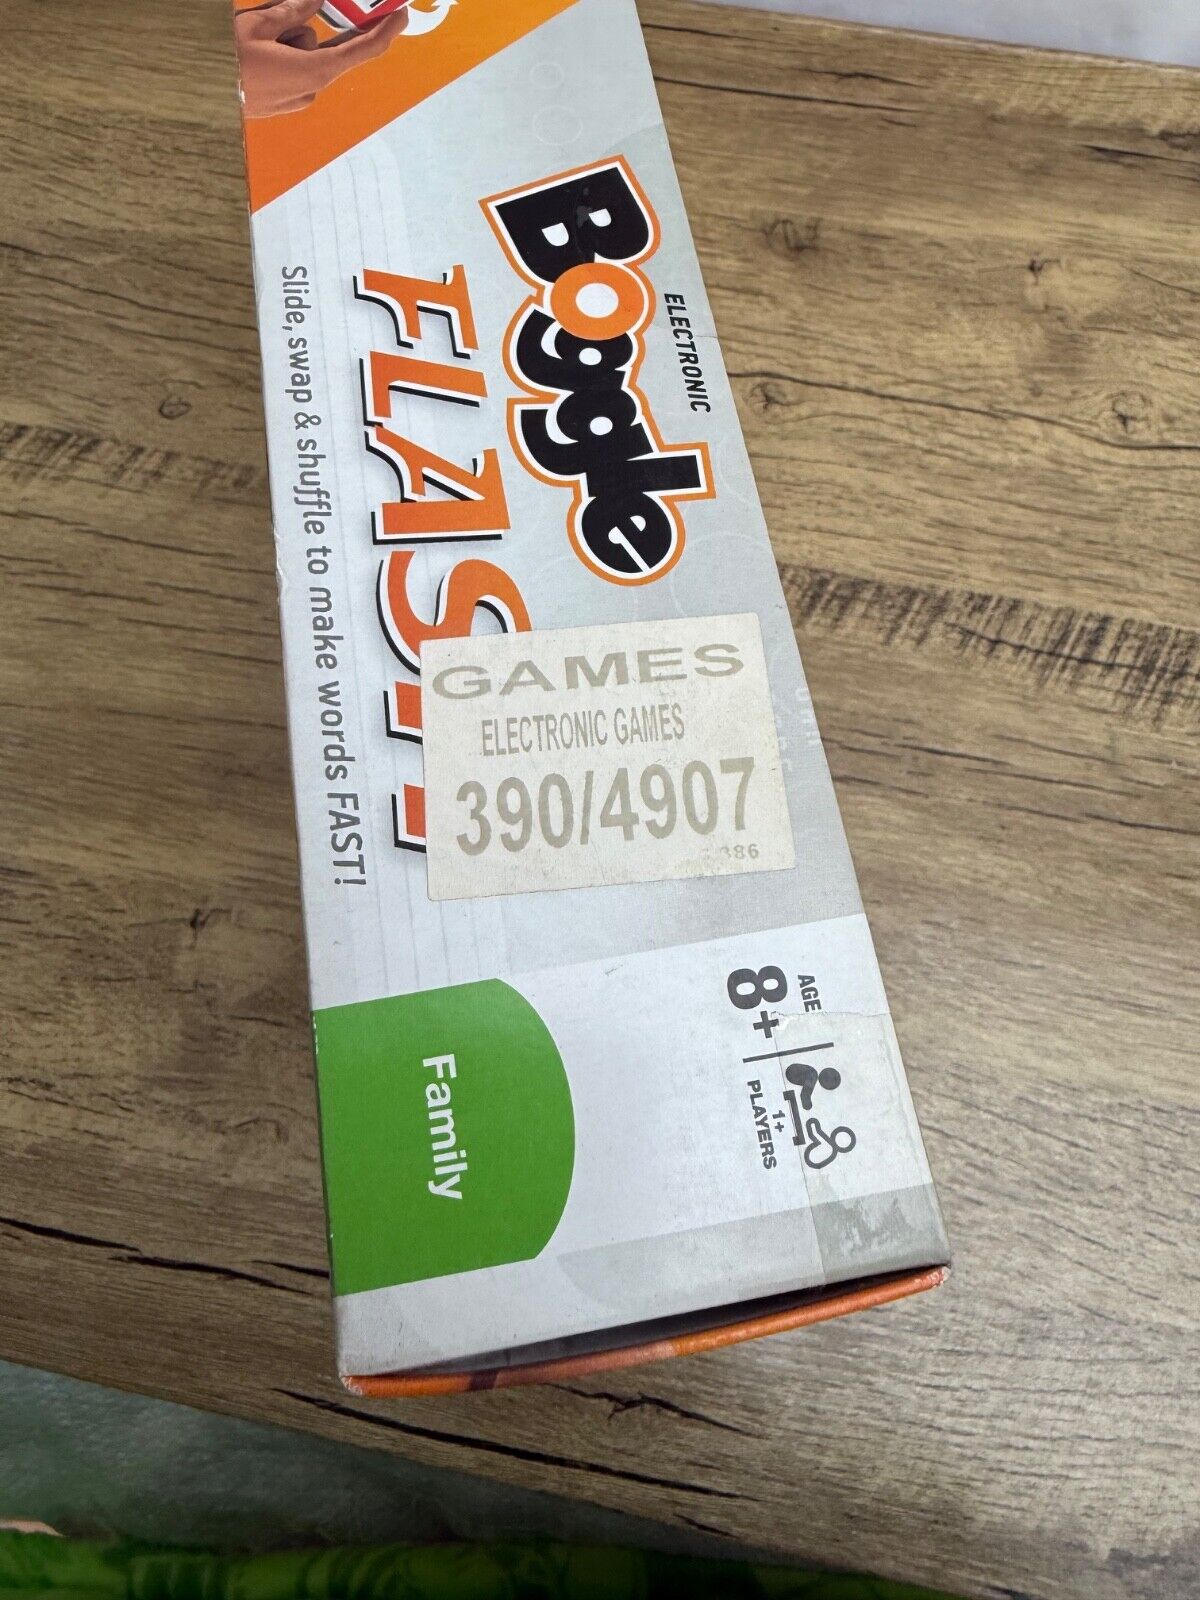 ELECTRONIC
Boggle
FLASH
Slide, swap & shuffle to make words FAST!
GAMES
ELECTRONIC GAMES
390/4907
386
AGE
8+
1+
PLAYERS
Family